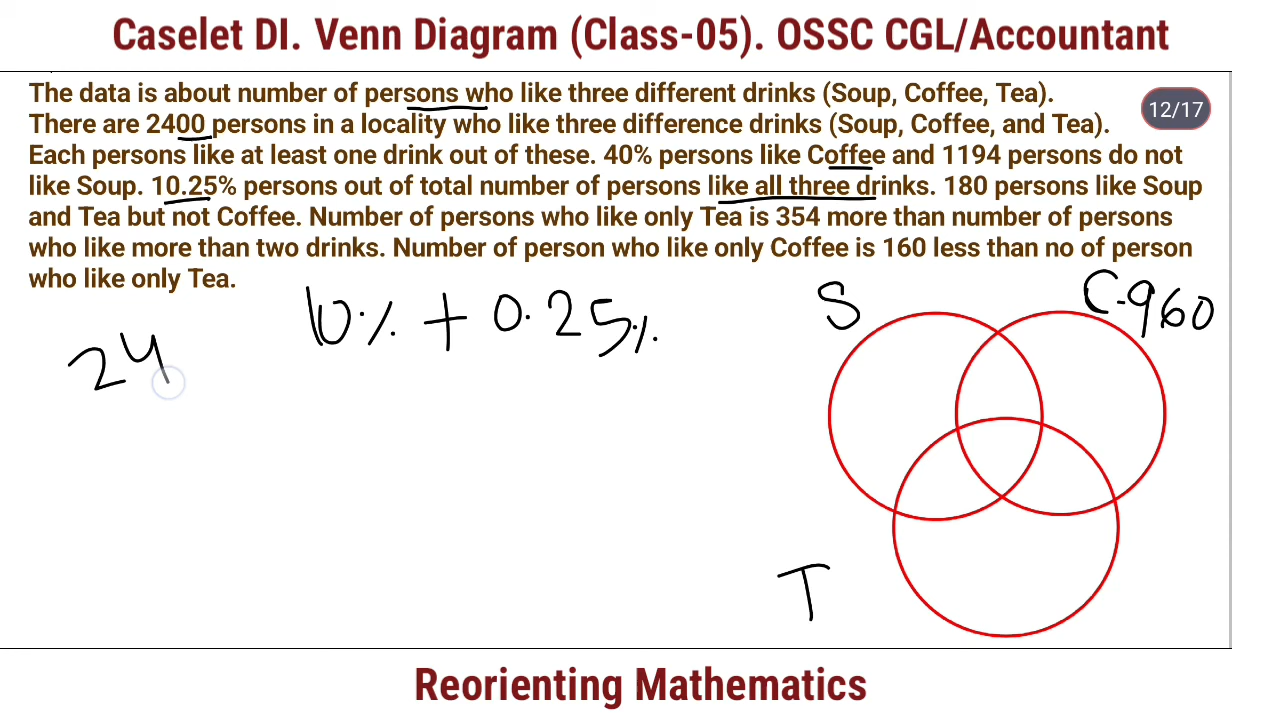 Caselet DI. Venn Diagram (Class-05). OSSC CGL/Accountant
The data is about number of persons who like three different drinks (Soup, Coffee, Tea).
12/17
There are 2400 persons in a locality who like three difference drinks (Soup, Coffee, and Tea).
Each persons like at least one drink out of these. 40% persons like Coffee and 1194 persons do not
like Soup. 10.25% persons out of total number of persons like all three drinks. 180 persons like Soup
and Tea but not Coffee. Number of persons who like only Tea is 354 more than number of persons
who like more than two drinks. Number of person who like only Coffee is 160 less than no of person
who like only Tea.
10% + 0.25%
S
C-960
24
T
Reorienting Mathematics